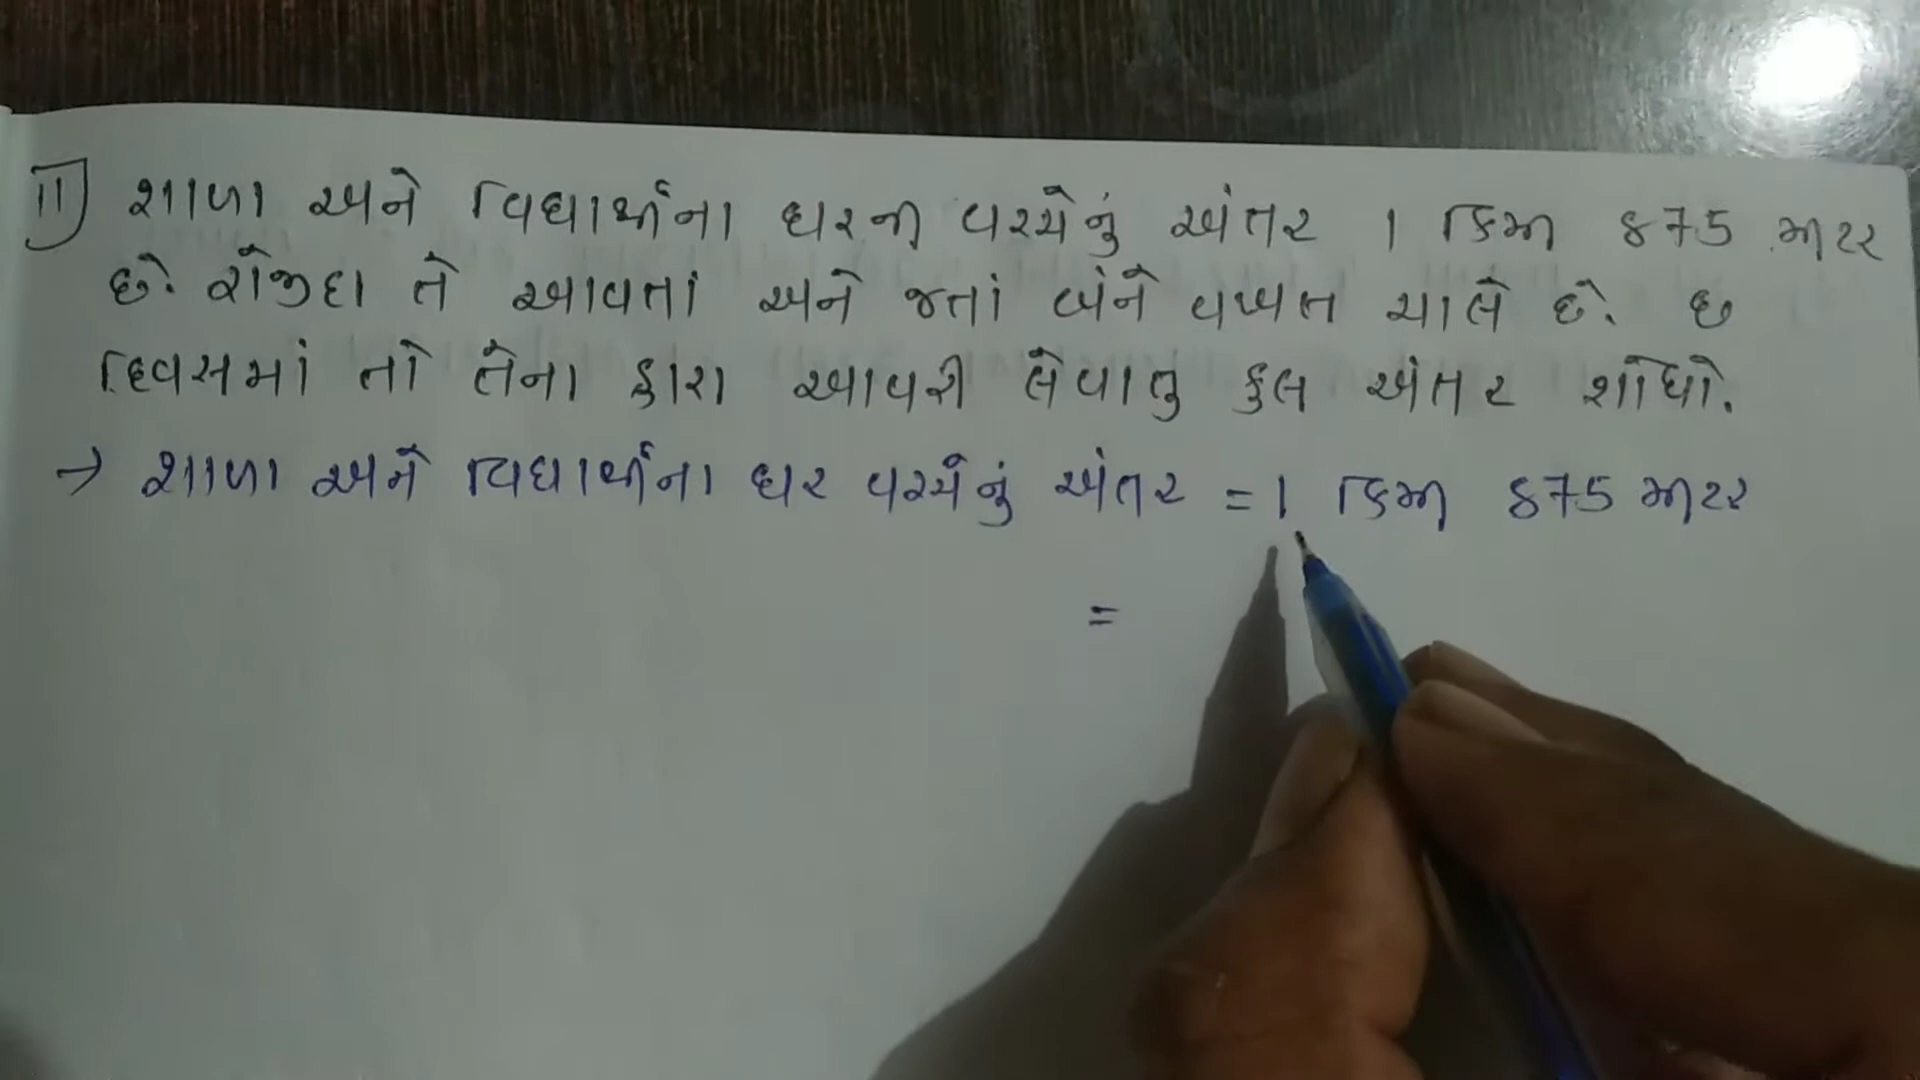 11) શાળા અને વિદ્યાર્થીના ઘરની વચ્ચેનું અંતર 1 કિમી 875 મીટર
છે. રોજીંદા તે આવતાં અને જતાં બંને વખત ચાલે છે. છ
દિવસમાં તો તેના દ્વારા આવરી લેવાતુ કુલ અંતર શોધો.
→ શાળા અને વિદ્યાર્થીના ઘર વચ્ચેનું અંતર = 1 કિમી 875 મીટર
=